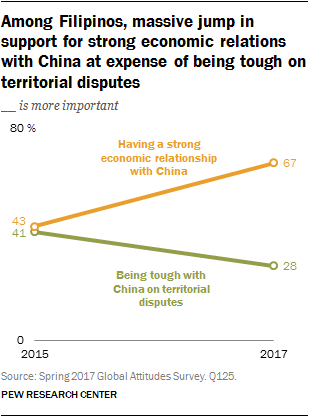 Among Filipinos, massive jump in
support for strong economic relations
with China at expense of being tough on
territorial disputes
__ is more important
80 %
Having a strong
economic relationship
with China
67
43
41
28
Being tough with
China on territorial
disputes
0
2015
2017
Source: Spring 2017 Global Attitudes Survey. Q125.
PEW RESEARCH CENTER